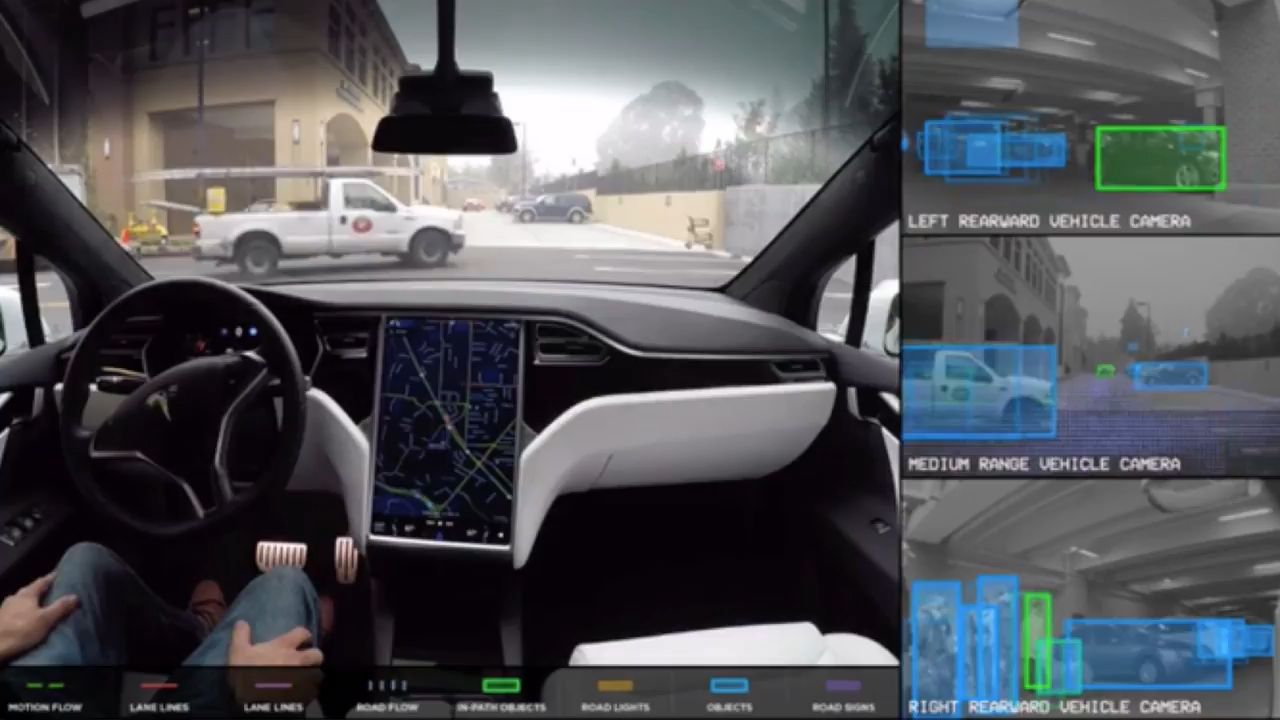 LEFT REARWARD VEHICLE CAMERA
MEDIUM RANGE VEHICLE CAMERA
RIGHT REARWARD VEHICLE CAMERA
MOTION FLOW
LANE LINES
LANE LINES
ROAD FLOW
IN-PATH OBJECTS
ROAD LIGHTS
OBJECTS
ROAD SIGNS